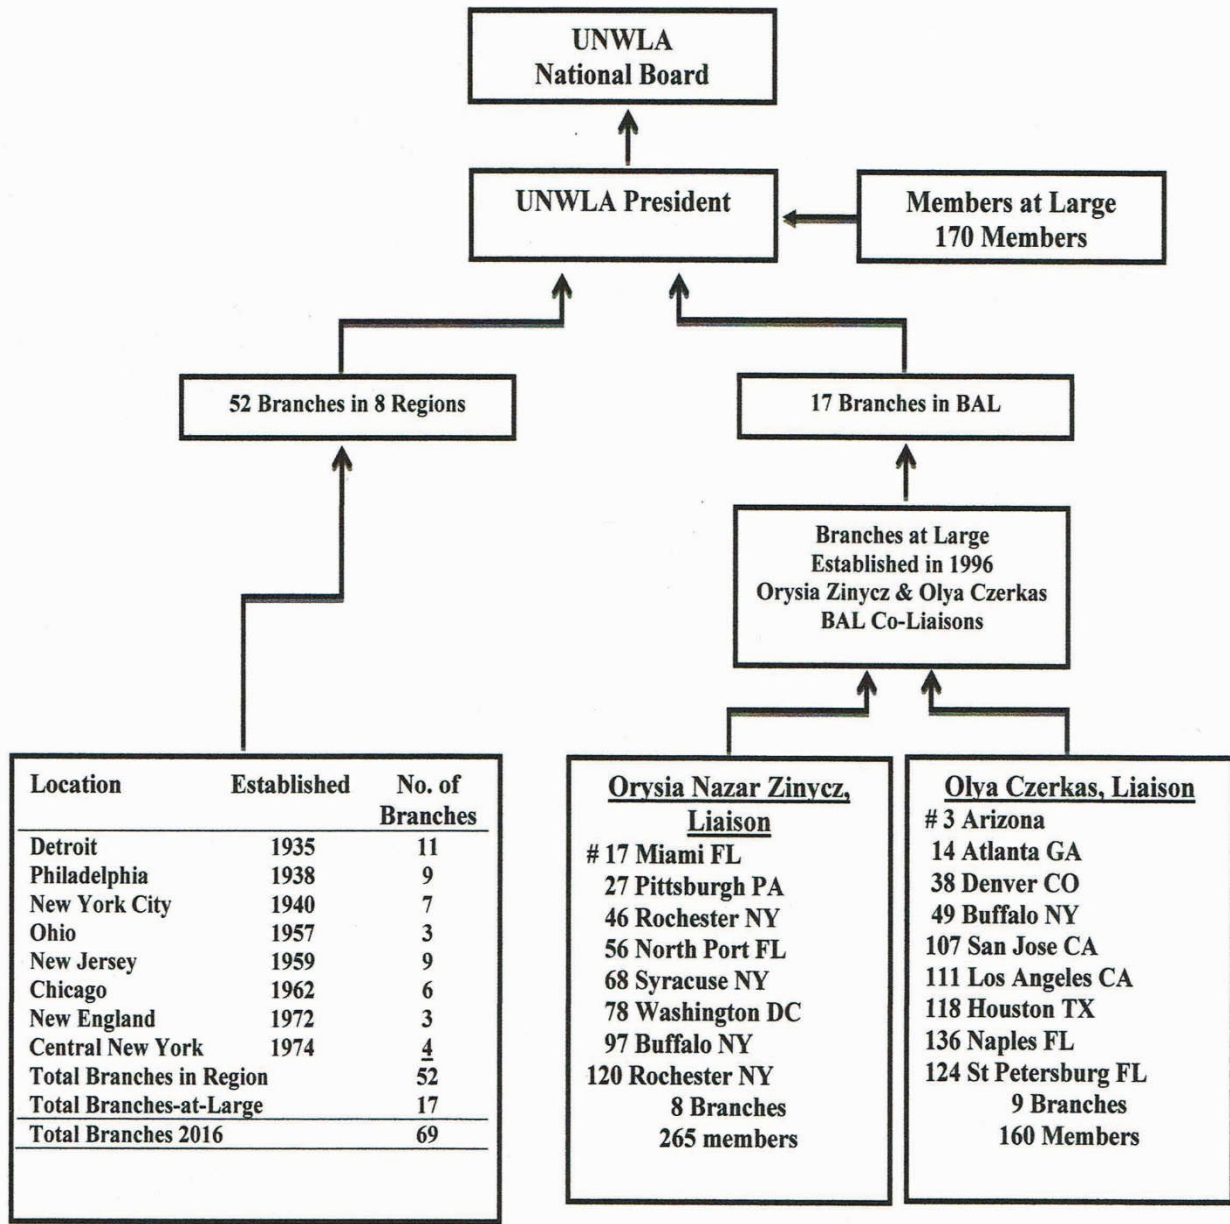 UNWLA
National Board
UNWLA President
Members at Large
170 Members
52 Branches in 8 Regions
17 Branches in BAL
Branches at Large
Established in 1996
Orysia Zinycz & Olya Czerkas
BAL Co-Liaisons
Location Established No. of
Branches
Detroit 1935 11
Philadelphia 1938 9
New York City 1940 7
Ohio 1957 3
New Jersey 1959 9
Chicago 1962 6
New England 1972 3
Central New York 1974 4
Total Branches in Region 52
Total Branches-at-Large 17
Total Branches 2016 69
Orysia Nazar Zinycz,
Liaison
# 17 Miami FL
27 Pittsburgh PA
46 Rochester NY
56 North Port FL
68 Syracuse NY
78 Washington DC
97 Buffalo NY
120 Rochester NY
8 Branches
265 members
Olya Czerkas, Liaison
# 3 Arizona
14 Atlanta GA
38 Denver CO
49 Buffalo NY
107 San Jose CA
111 Los Angeles CA
118 Houston TX
136 Naples FL
124 St Petersburg FL
9 Branches
160 Members